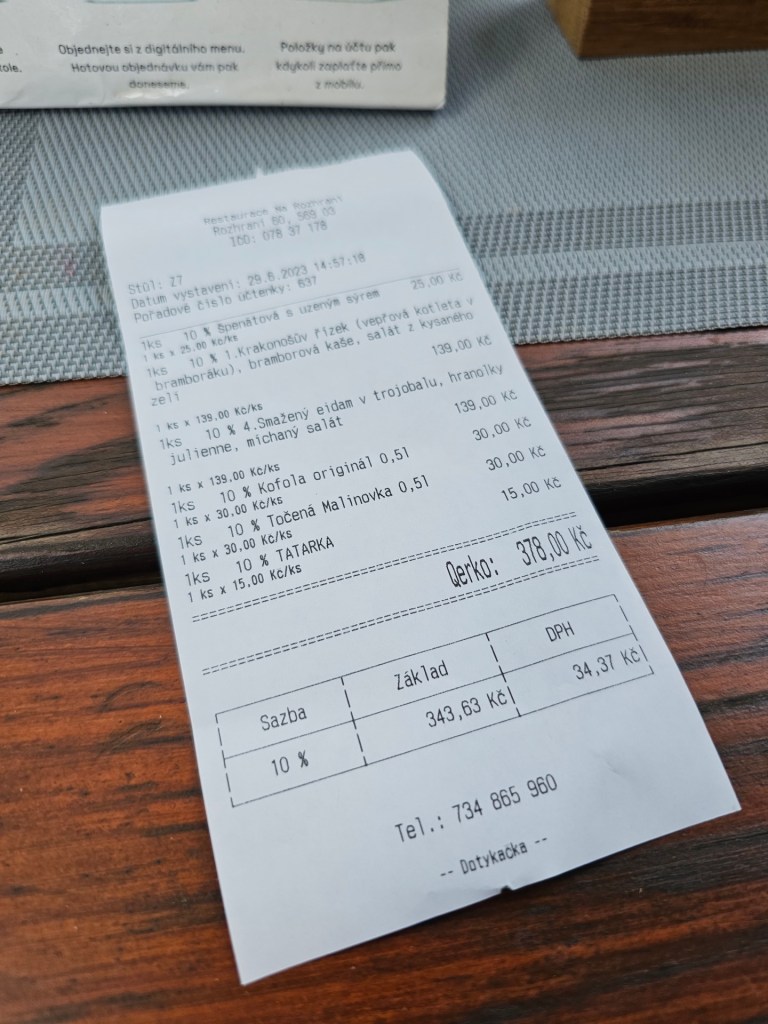 Objednejte si z digitálního menu.
Hotovou objednávku vám pak
doneseme.
Položky na účtu pak
kdykoli zaplaťte přímo
z mobilu.
Restaurace Na Rozhraní
Rozhraní 60, 569 03
IČO: 078 37 178
Stůl: Z7
Datum vystavení: 29.6.2023 14:57:18
Pořadové číslo účtenky: 637
1ks 10 % Špenátová s uzeným sýrem 25,00 Kč
1 ks x 25,00 Kč/ks
1ks 10 % 1.Krakonošův řízek (vepřová kotleta v
bramboráku), bramborová kaše, salát z kysaného
zelí 139,00 Kč
1 ks x 139,00 Kč/ks
1ks 10 % 4.Smažený eidam v trojobalu, hranolky
julienne, míchaný salát 139,00 Kč
1 ks x 139,00 Kč/ks
1ks 10 % Kofola originál 0,5l 30,00 Kč
1 ks x 30,00 Kč/ks
1ks 10 % Točená Malinovka 0,5l 30,00 Kč
1 ks x 30,00 Kč/ks
1ks 10 % TATARKA 15,00 Kč
1 ks x 15,00 Kč/ks
Qerko: 378,00 Kč
Sazba Základ DPH
10 % 343,63 Kč 34,37 Kč
Tel.: 734 865 960
-- Dotykačka --